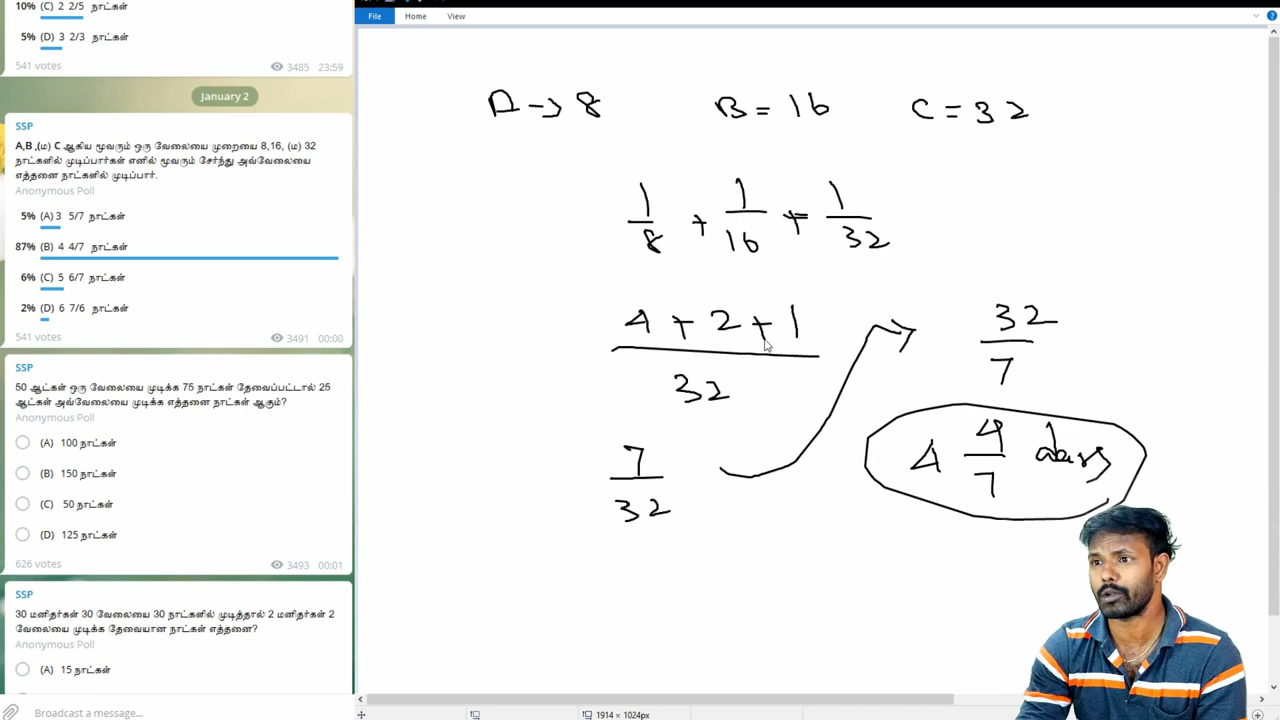 10% (C) 2 2/5 நாட்கள்
5% (D) 3 2/3 நாட்கள்
541 votes 3485 23:59
January 2
SSP
A,B ,(ம) C ஆகிய மூவரும் ஒரு வேலையை முறையை 8,16, (ம) 32
நாட்களில் முடிப்பார்கள் எனில் மூவரும் சேர்ந்து அவ்வேலையை
எத்தனை நாட்களில் முடிப்பார்.
Anonymous Poll
5% (A) 3 5/7 நாட்கள்
87% (B) 4 4/7 நாட்கள்
6% (C) 5 6/7 நாட்கள்
2% (D) 6 7/6 நாட்கள்
541 votes 3491 00:00
SSP
50 ஆட்கள் ஒரு வேலையை முடிக்க 75 நாட்கள் தேவைப்பட்டால் 25
ஆட்கள் அவ்வேலையை முடிக்க எத்தனை நாட்கள் ஆகும்?
Anonymous Poll
(A) 100 நாட்கள்
(B) 150 நாட்கள்
(C) 50 நாட்கள்
(D) 125 நாட்கள்
626 votes 3493 00:01
SSP
30 மனிதர்கள் 30 வேலையை 30 நாட்களில் முடித்தால் 2 மனிதர்கள் 2
வேலையை முடிக்க தேவையான நாட்கள் எத்தனை?
Anonymous Poll
(A) 15 நாட்கள்
Broadcast a message...
File Home View
A → 8 B = 16 C = 32
1/8 + 1/16 + 1/32
4 + 2 + 1
32
7/32
32/7
4 4/7 days
1914 × 1024px